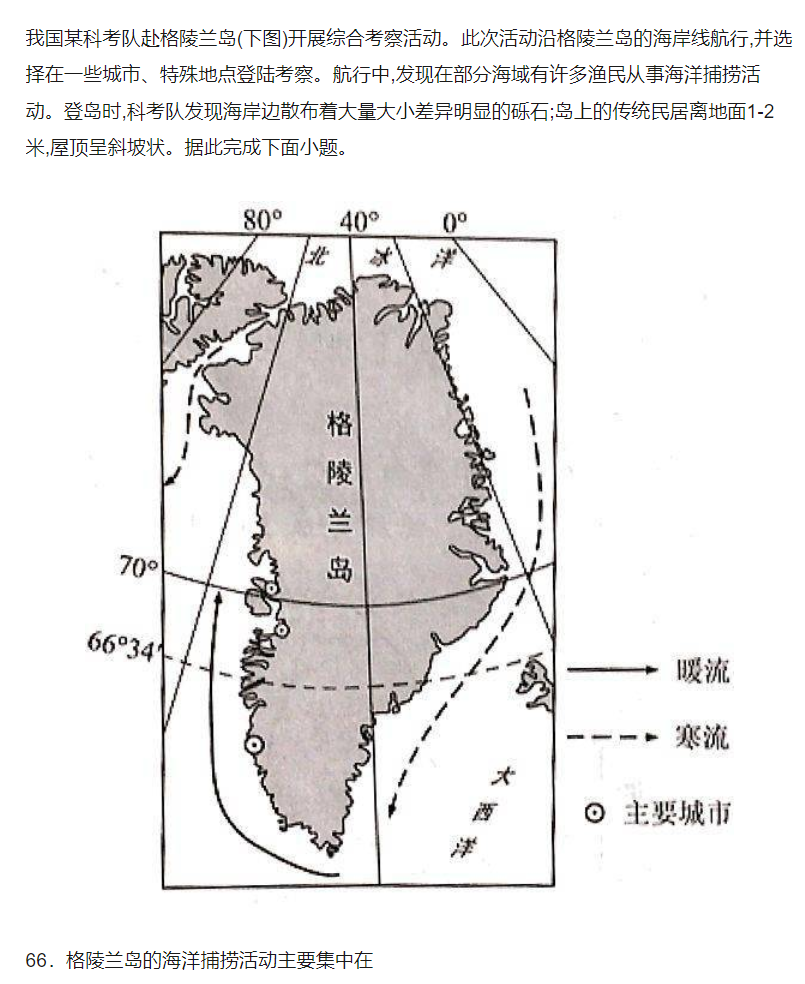 我国某科考队赴格陵兰岛(下图)开展综合考察活动。此次活动沿格陵兰岛的海岸线航行,并选
择在一些城市、特殊地点登陆考察。航行中,发现在部分海域有许多渔民从事海洋捕捞活
动。登岛时,科考队发现海岸边散布着大量大小差异明显的砾石;岛上的传统民居离地面1-2
米,屋顶呈斜坡状。据此完成下面小题。
80° 40° 0°
北 冰 洋
格
陵
兰
岛
70°
66°34′
暖流
寒流
主要城市
大
西
洋
66．格陵兰岛的海洋捕捞活动主要集中在